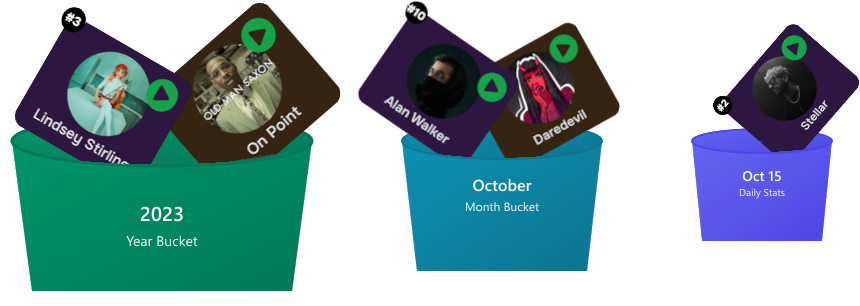 #3
Lindsey Stirling
OLD MAN SAXON
On Point
2023
Year Bucket
#10
Alan Walker
Daredevil
October
Month Bucket
#2
Stellar
Oct 15
Daily Stats